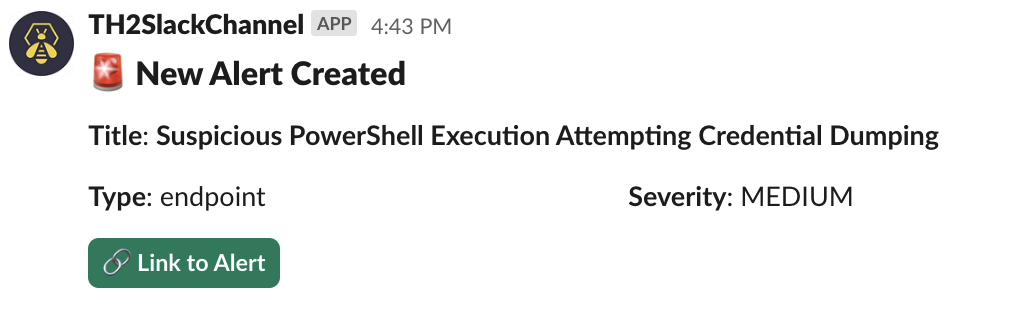 TH2SlackChannel APP 4:43 PM
🚨 New Alert Created
Title: Suspicious PowerShell Execution Attempting Credential Dumping
Type: endpoint Severity: MEDIUM
🔗 Link to Alert